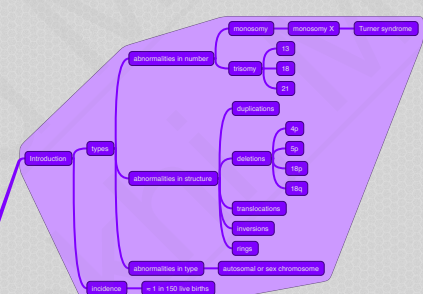 Introduction
types
abnormalities in number
monosomy
monosomy X
Turner syndrome
trisomy
13
18
21
abnormalities in structure
duplications
deletions
4p
5p
18p
18q
translocations
inversions
rings
abnormalities in type
autosomal or sex chromosome
incidence
≈ 1 in 150 live births